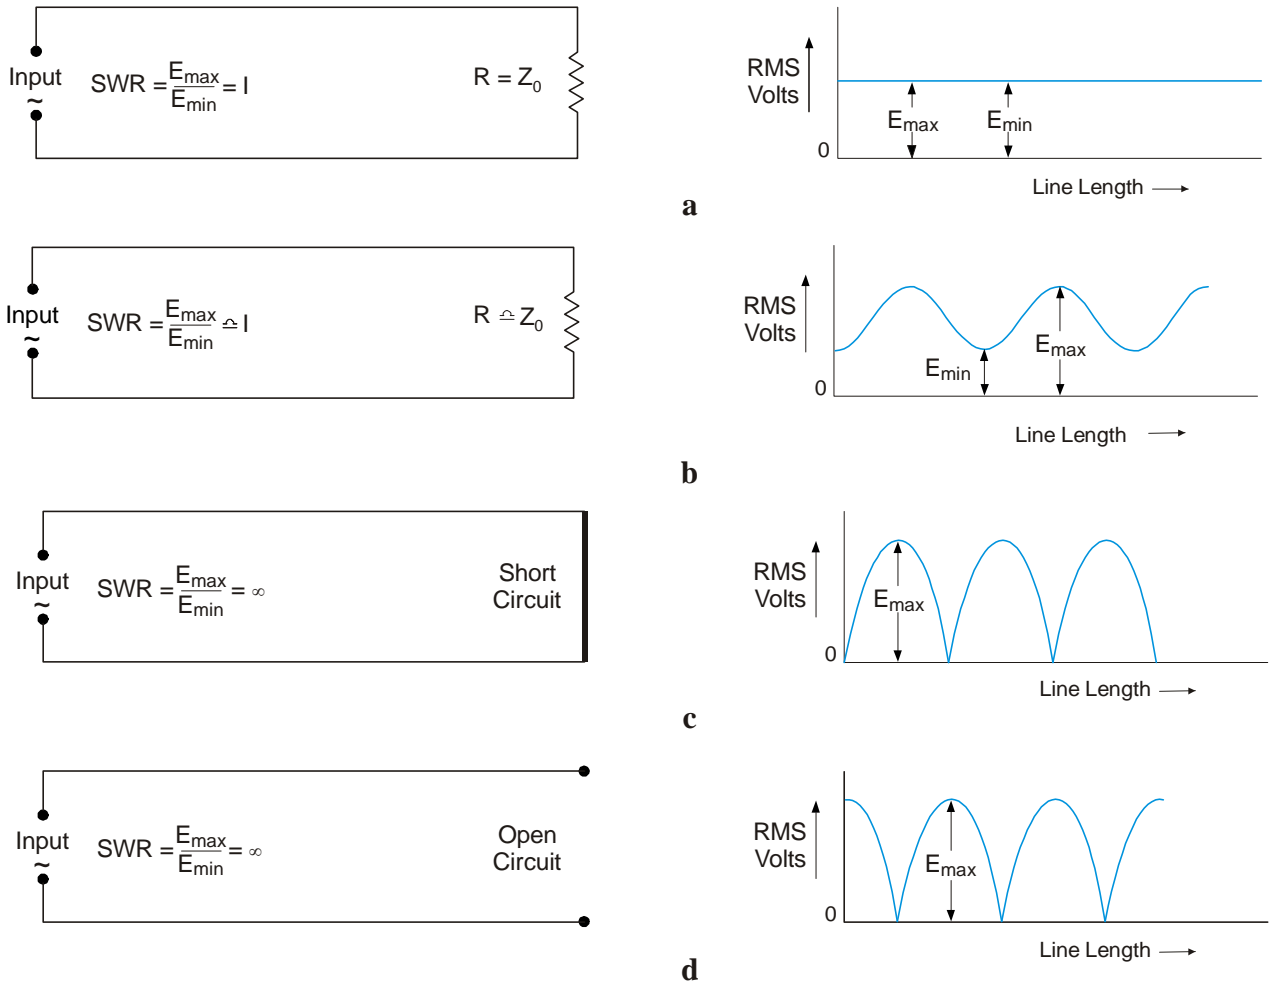 Input
~
SWR = Emax/Emin = I
R = Z0
RMS
Volts
Emax
Emin
0
Line Length
a
Input
~
SWR = Emax/Emin ≏ I
R ≏ Z0
RMS
Volts
Emin
Emax
0
Line Length
b
Input
~
SWR = Emax/Emin = ∞
Short
Circuit
RMS
Volts
Emax
0
Line Length
c
Input
~
SWR = Emax/Emin = ∞
Open
Circuit
RMS
Volts
Emax
0
Line Length
d